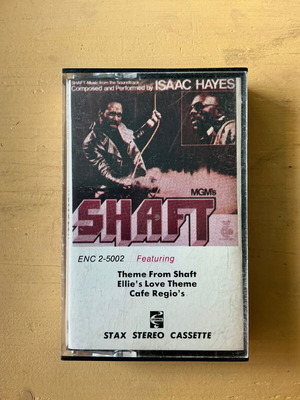 SHAFT Music from the Soundtrack
Composed and Performed by ISAAC HAYES
MGM's
SHAFT
ENC 2-5002 Featuring
Theme From Shaft
Ellie's Love Theme
Cafe Regio's
STAX STEREO CASSETTE